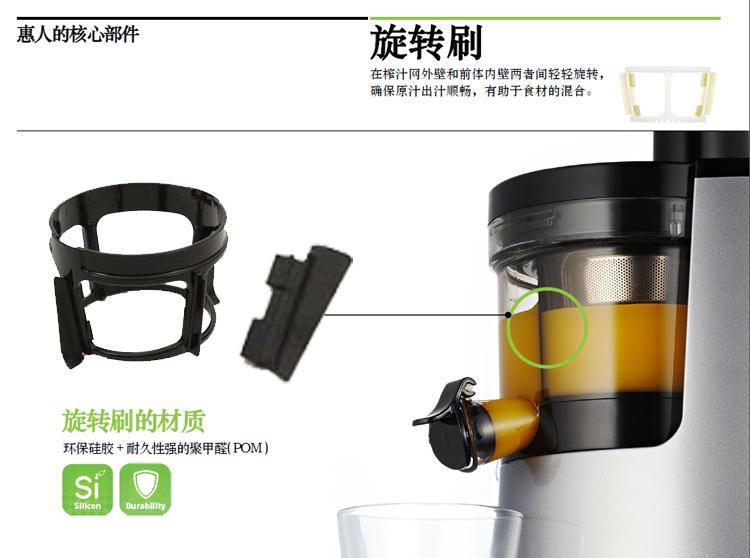 惠人的核心部件
旋转刷
在榨汁网外壁和前体内壁两者间轻轻旋转，
确保原汁出汁顺畅，有助于食材的混合。
旋转刷的材质
环保硅胶 + 耐久性强的聚甲醛( POM )
Si
Silicon
Durability